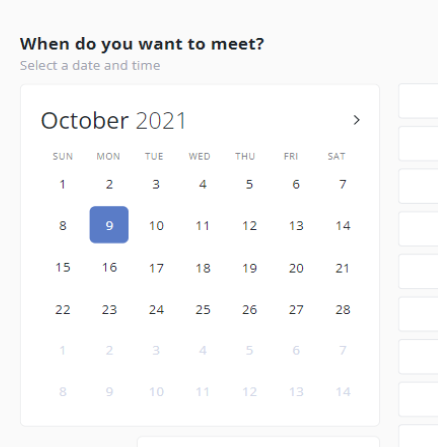 When do you want to meet?
Select a date and time
October 2021 >
SUN MON TUE WED THU FRI SAT
1 2 3 4 5 6 7
8 9 10 11 12 13 14
15 16 17 18 19 20 21
22 23 24 25 26 27 28
1 2 3 4 5 6 7
8 9 10 11 12 13 14